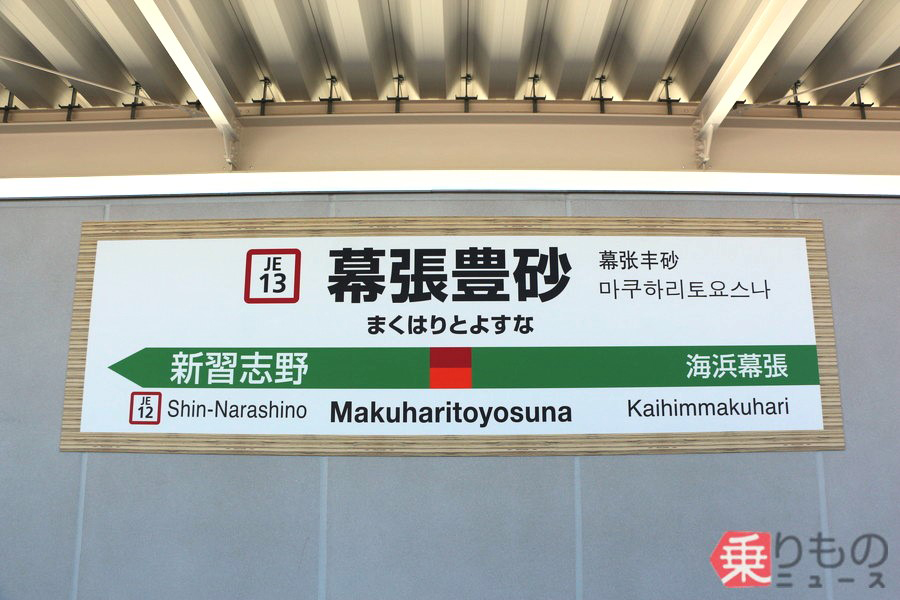 JE
13
幕張豊砂
幕张丰砂
마쿠하리토요스나
まくはりとよすな
新習志野
海浜幕張
JE
12
Shin-Narashino
Makuharitoyosuna
Kaihimmakuhari
乗りもの
ニュース